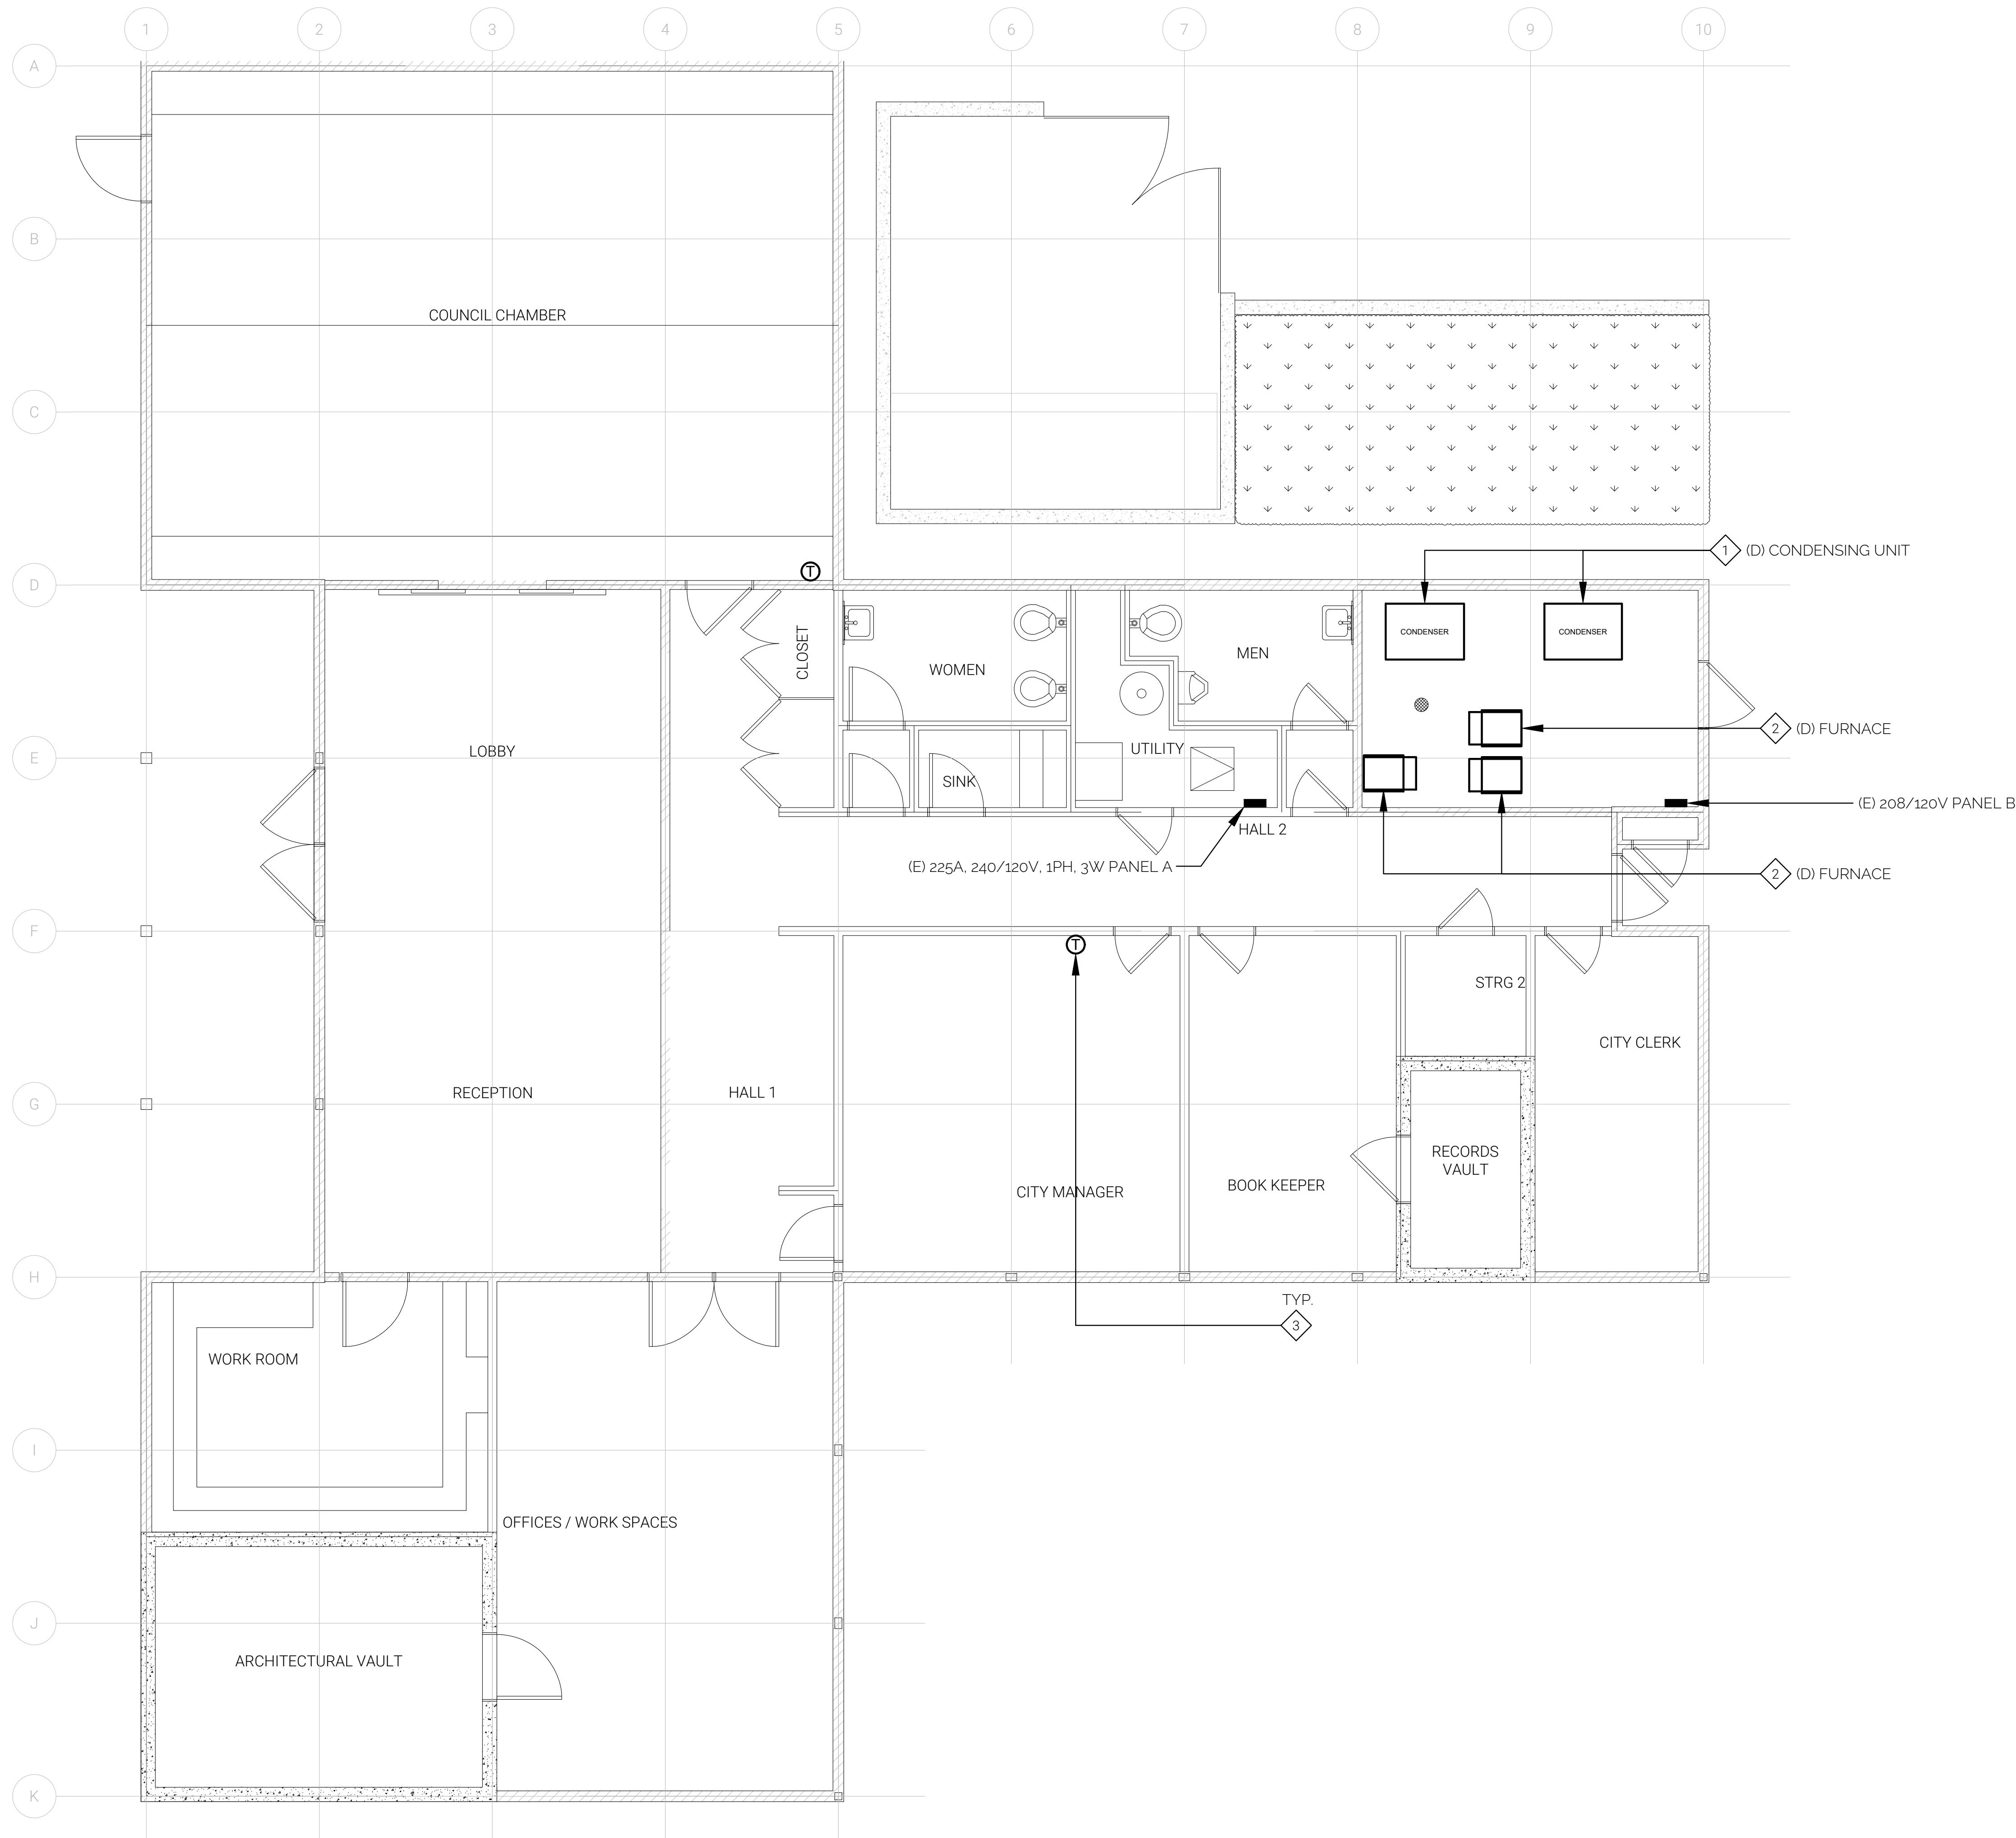 1
2
3
4
5
6
7
8
9
10
A
B
COUNCIL CHAMBER
C
1 (D) CONDENSING UNIT
D
T
CONDENSER
CONDENSER
CLOSET
WOMEN
MEN
2 (D) FURNACE
LOBBY
UTILITY
E
SINK
(E) 208/120V PANEL B
HALL 2
(E) 225A, 240/120V, 1PH, 3W PANEL A
2 (D) FURNACE
F
T
STRG 2
CITY CLERK
RECEPTION
HALL 1
G
RECORDS
VAULT
CITY MANAGER
BOOK KEEPER
H
TYP.
3
WORK ROOM
I
OFFICES / WORK SPACES
J
ARCHITECTURAL VAULT
K